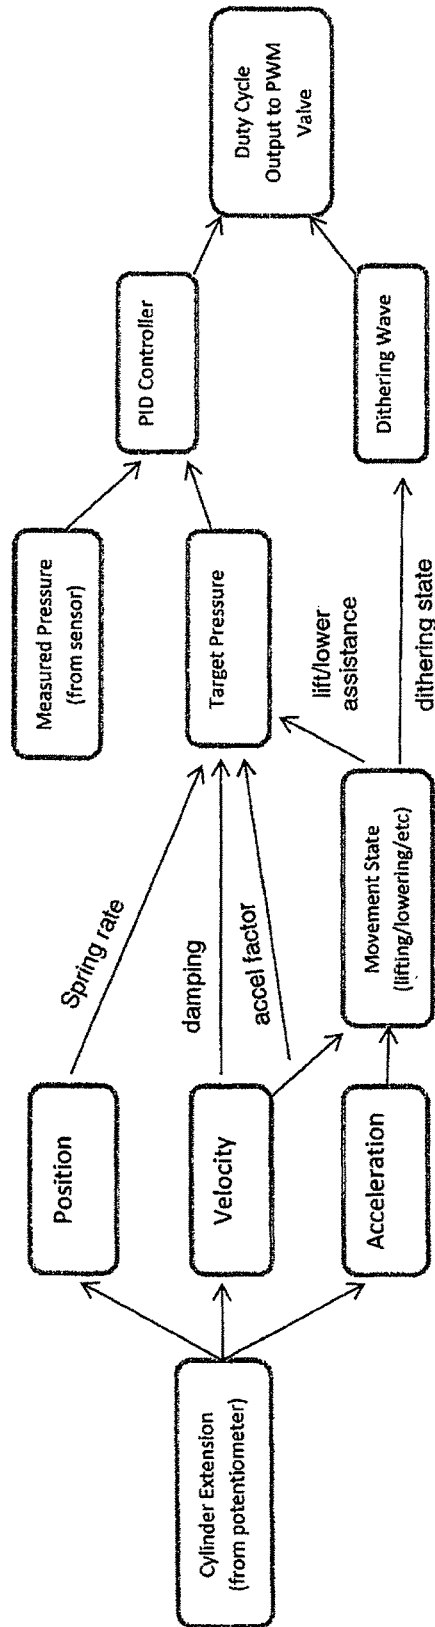 Cylinder Extension
(from potentiometer)
Position
Velocity
Acceleration
Spring rate
damping
accel factor
Movement State
(lifting/lowering/etc)
Measured Pressure
(from sensor)
Target Pressure
lift/lower
assistance
dithering state
PID Controller
Dithering Wave
Duty Cycle
Output to PWM
Valve